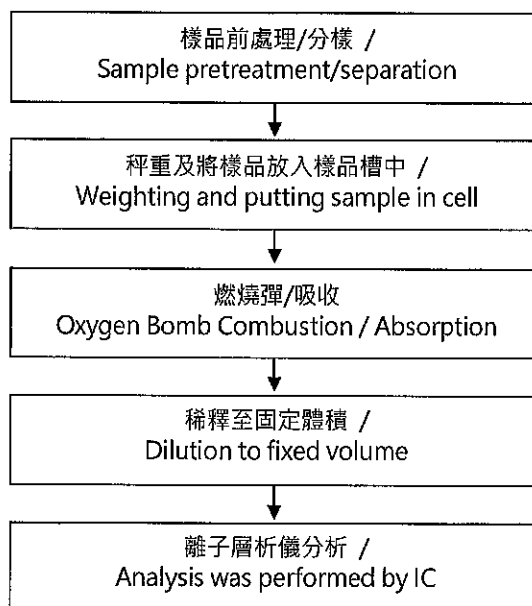 樣品前處理/分樣 /
Sample pretreatment/separation
秤重及將樣品放入樣品槽中 /
Weighting and putting sample in cell
燃燒彈/吸收
Oxygen Bomb Combustion / Absorption
稀釋至固定體積 /
Dilution to fixed volume
離子層析儀分析 /
Analysis was performed by IC